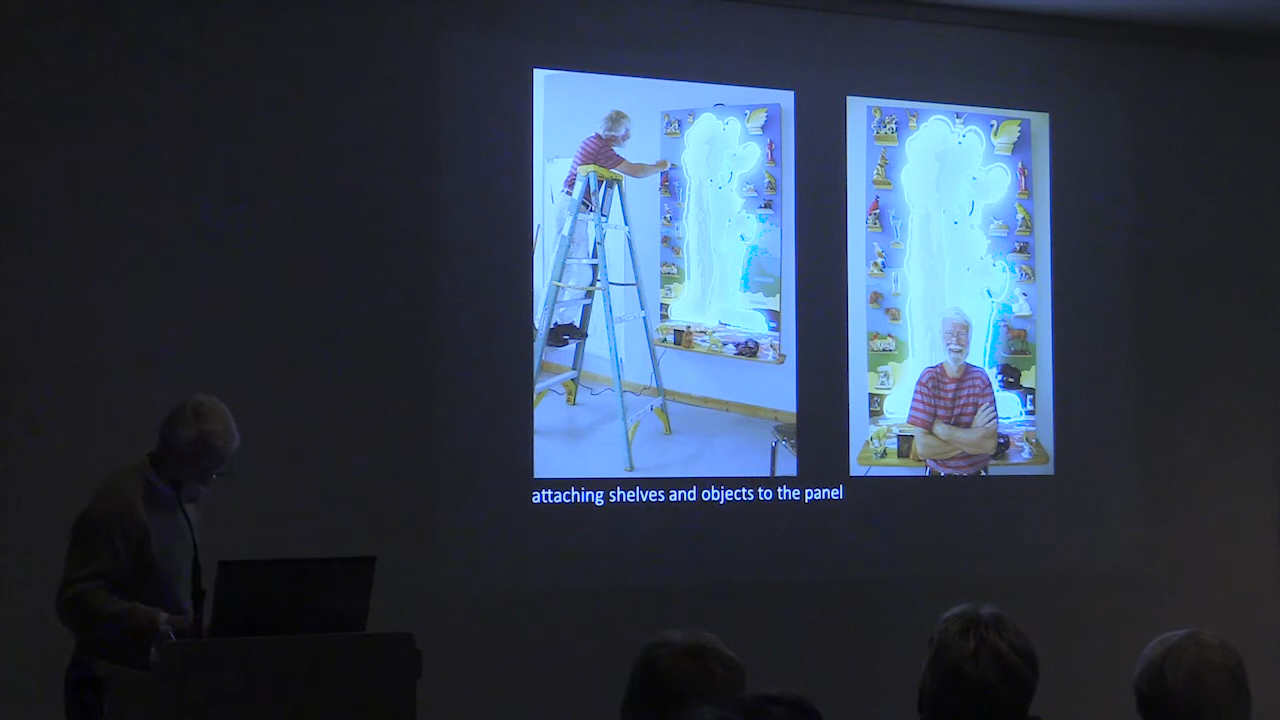 attaching shelves and objects to the panel